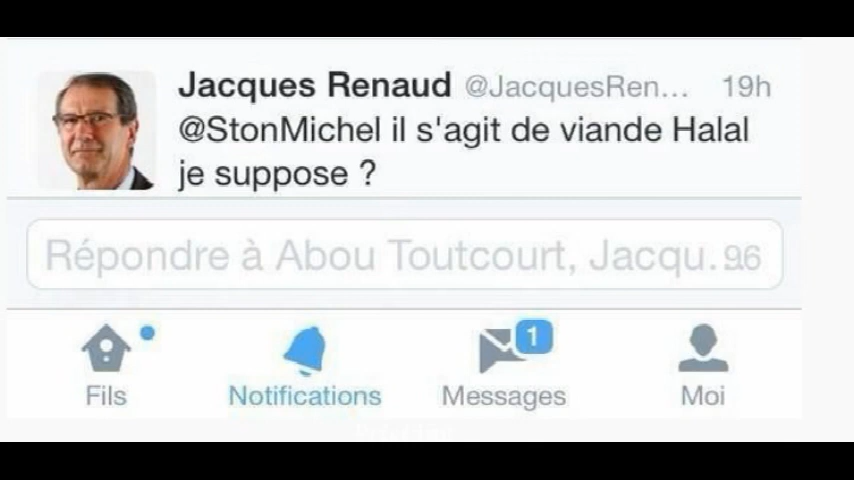 Jacques Renaud @JacquesRen... 19h
@StonMichel il s'agit de viande Halal
je suppose ?
Répondre à Abou Toutcourt, Jacqu. 96
1
Fils Notifications Messages Moi